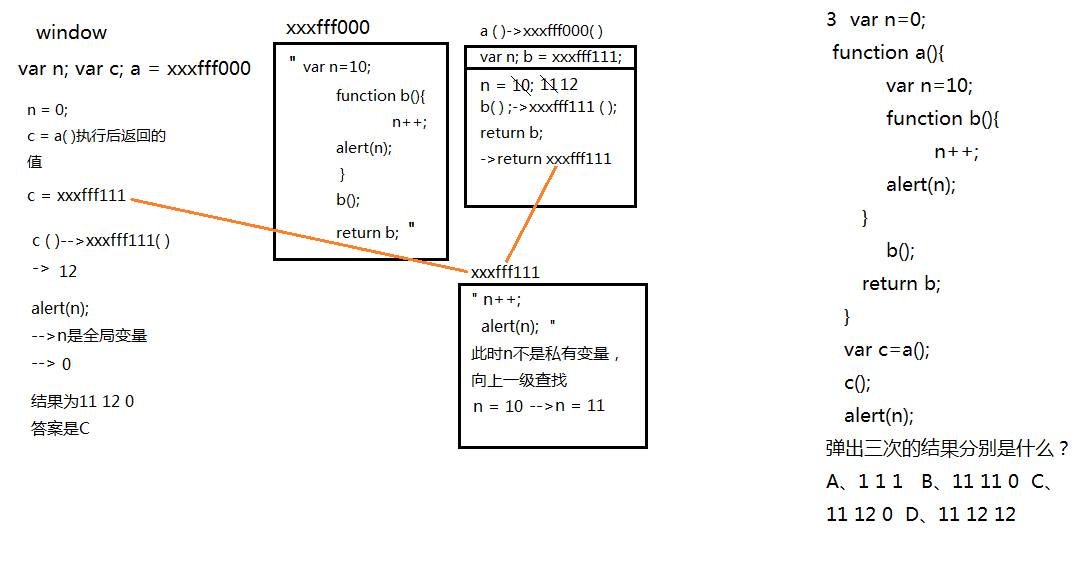 window
var n; var c; a = xxxfff000
n = 0;
c = a( )执行后返回的
值
c = xxxfff111
c ( )-->xxxfff111( )
-> 12
alert(n);
-->n是全局变量
--> 0
结果为11 12 0
答案是C
xxxfff000
" var n=10;
function b(){
n++;
alert(n);
}
b();
return b; "
a ( )->xxxfff000( )
var n; b = xxxfff111;
n = 10; 11 12
b( ) ;->xxxfff111 ( );
return b;
->return xxxfff111
xxxfff111
" n++;
alert(n); "
此时n不是私有变量，
向上一级查找
n = 10 -->n = 11
3 var n=0;
function a(){
var n=10;
function b(){
n++;
alert(n);
}
b();
return b;
}
var c=a();
c();
alert(n);
弹出三次的结果分别是什么？
A、1 1 1 B、11 11 0 C、
11 12 0 D、11 12 12